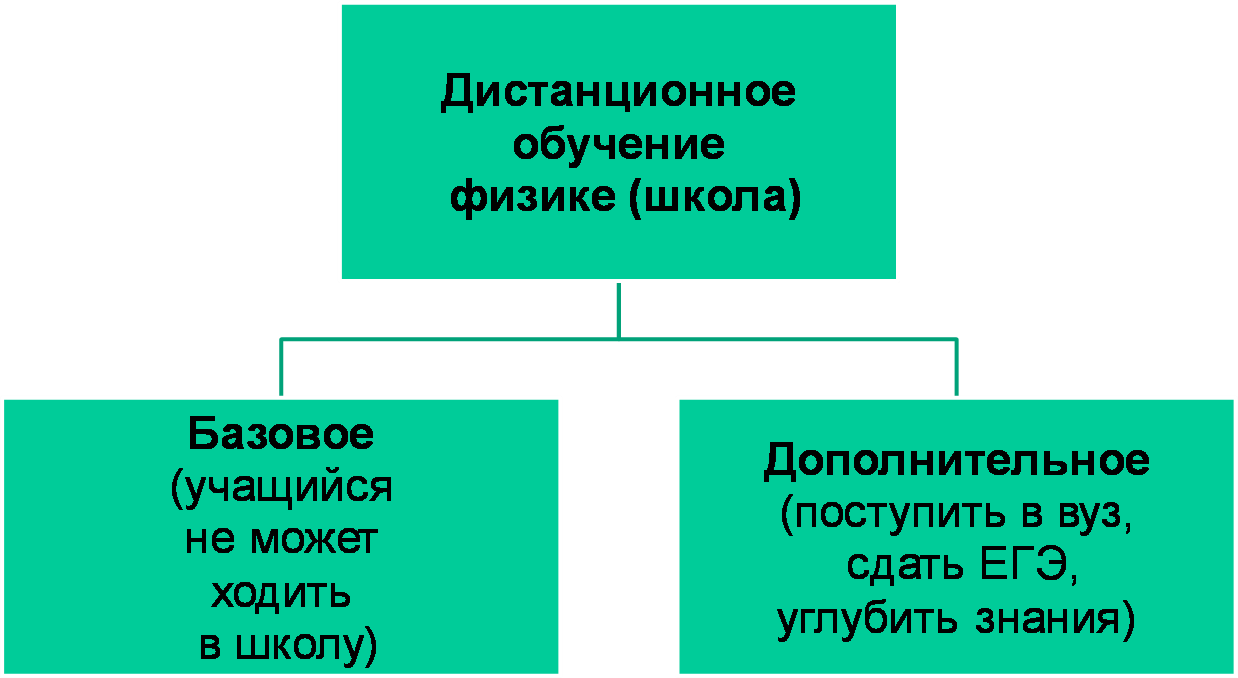 Дистанционное
обучение
физике (школа)
Базовое
(учащийся
не может
ходить
в школу)
Дополнительное
(поступить в вуз,
сдать ЕГЭ,
углубить знания)